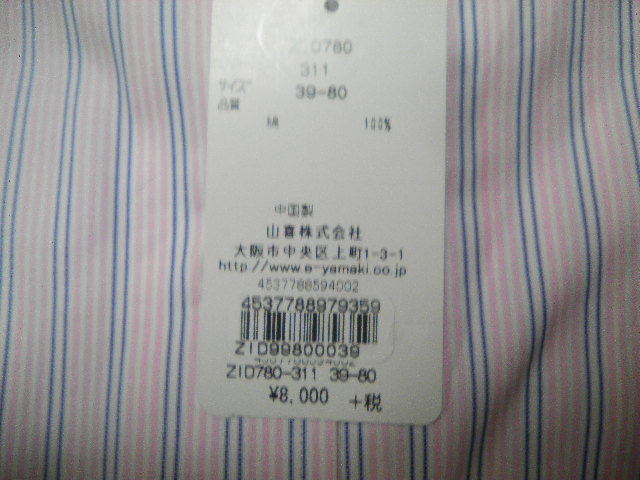 ZID780
311
サイズ 39-80
品質
綿 100%
中国製
山喜株式会社
大阪市中央区上町1-3-1
http://www.e-yamaki.co.jp
4537788594002
4537788979359
ZID99800039
ZID780-311 39-80
¥8,000 +税